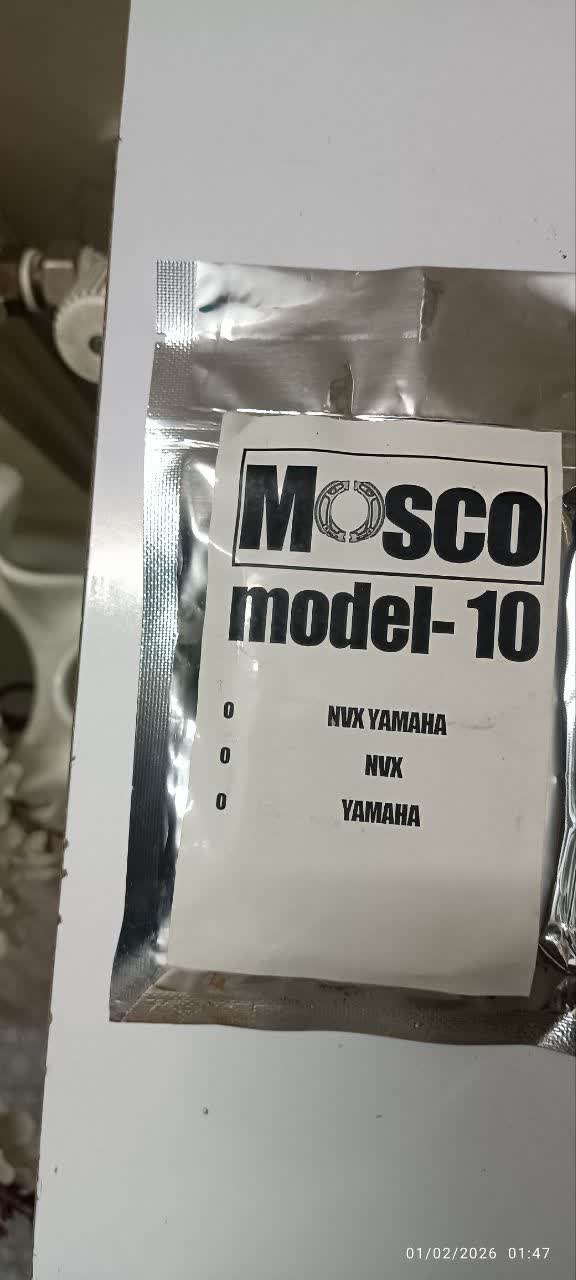 MOSCO
model-10
0 NVX YAMAHA
0 NVX
0 YAMAHA
01/02/2026 01:47